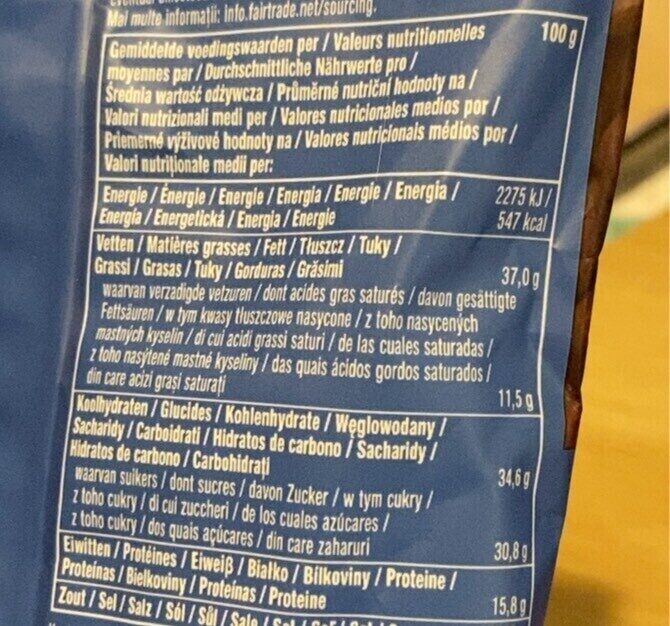 Mai multe informații: info.fairtrade.net/sourcing.
Gemiddelde voedingswaarden per / Valeurs nutritionnelles 100 g
moyennes par / Durchschnittliche Nährwerte pro /
Średnia wartość odżywcza / Průměrné nutriční hodnoty na /
Valori nutrizionali medi per / Valores nutricionales medios por /
Priemerné výživové hodnoty na / Valores nutricionais médios por /
Valori nutriționale medii per:
Energie / Énergie / Energie / Energia / Energie / Energia / 2275 kJ /
Energía / Energetická / Energia / Energie 547 kcal
Vetten / Matières grasses / Fett / Tłuszcz / Tuky /
Grassi / Grasas / Tuky / Gorduras / Grăsimi 37,0 g
waarvan verzadigde vetzuren / dont acides gras saturés / davon gesättigte
Fettsäuren / w tym kwasy tłuszczowe nasycone / z toho nasycených
mastných kyselin / di cui acidi grassi saturi / de las cuales saturadas /
z toho nasýtené mastné kyseliny / das quais ácidos gordos saturados /
din care acizi grași saturați 11,5 g
Koolhydraten / Glucides / Kohlenhydrate / Węglowodany /
Sacharidy / Carboidrati / Hidratos de carbono / Sacharidy /
Hidratos de carbono / Carbohidrați 34,6 g
waarvan suikers / dont sucres / davon Zucker / w tym cukry /
z toho cukry / di cui zuccheri / de los cuales azúcares /
z toho cukry / dos quais açúcares / din care zaharuri 30,8 g
Eiwitten / Protéines / Eiweiß / Białko / Bílkoviny / Proteine /
Proteínas / Bielkoviny / Proteínas / Proteine 15,8 g
Zout / Sel / Salz / Sól / Sůl / Sale /